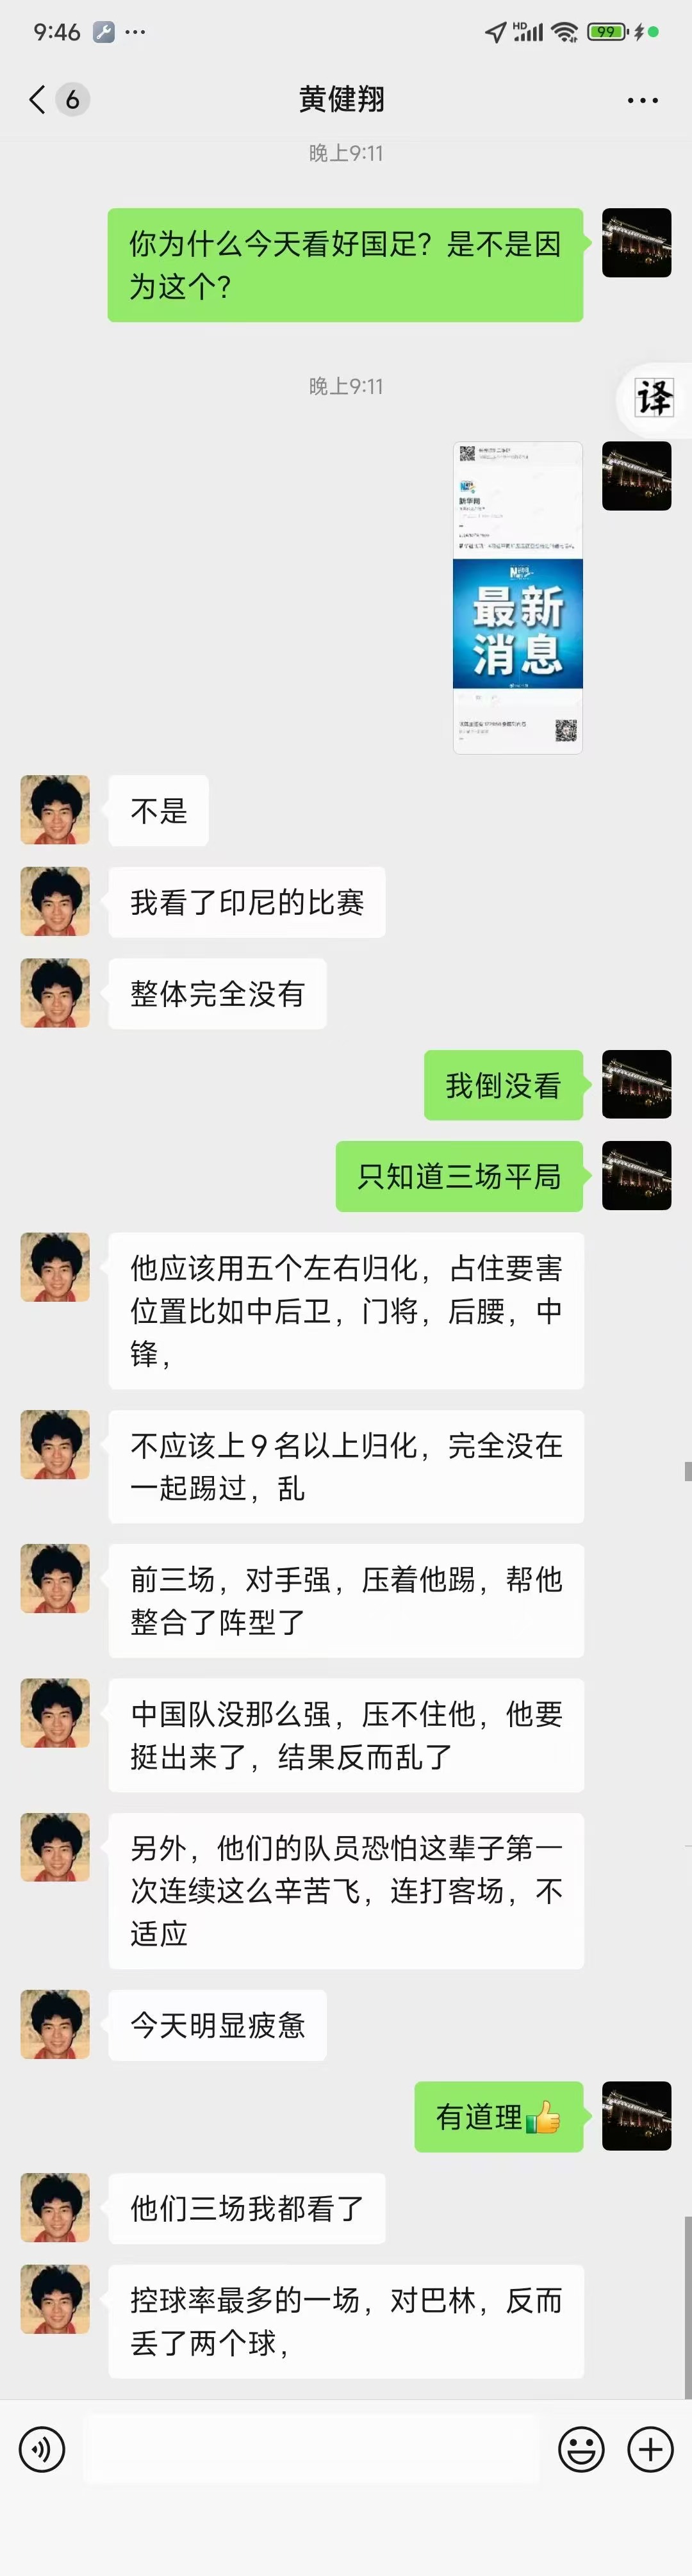 9:46
HD
99
6
黄健翔
晚上9:11
你为什么今天看好国足？是不是因
为这个？
晚上9:11
译
新华网
最新
消息
不是
我看了印尼的比赛
整体完全没有
我倒没看
只知道三场平局
他应该用五个左右归化，占住要害
位置比如中后卫，门将，后腰，中
锋，
不应该上9名以上归化，完全没在
一起踢过，乱
前三场，对手强，压着他踢，帮他
整合了阵型了
中国队没那么强，压不住他，他要
挺出来了，结果反而乱了
另外，他们的队员恐怕这辈子第一
次连续这么辛苦飞，连打客场，不
适应
今天明显疲惫
有道理
他们三场我都看了
控球率最多的一场，对巴林，反而
丢了两个球，